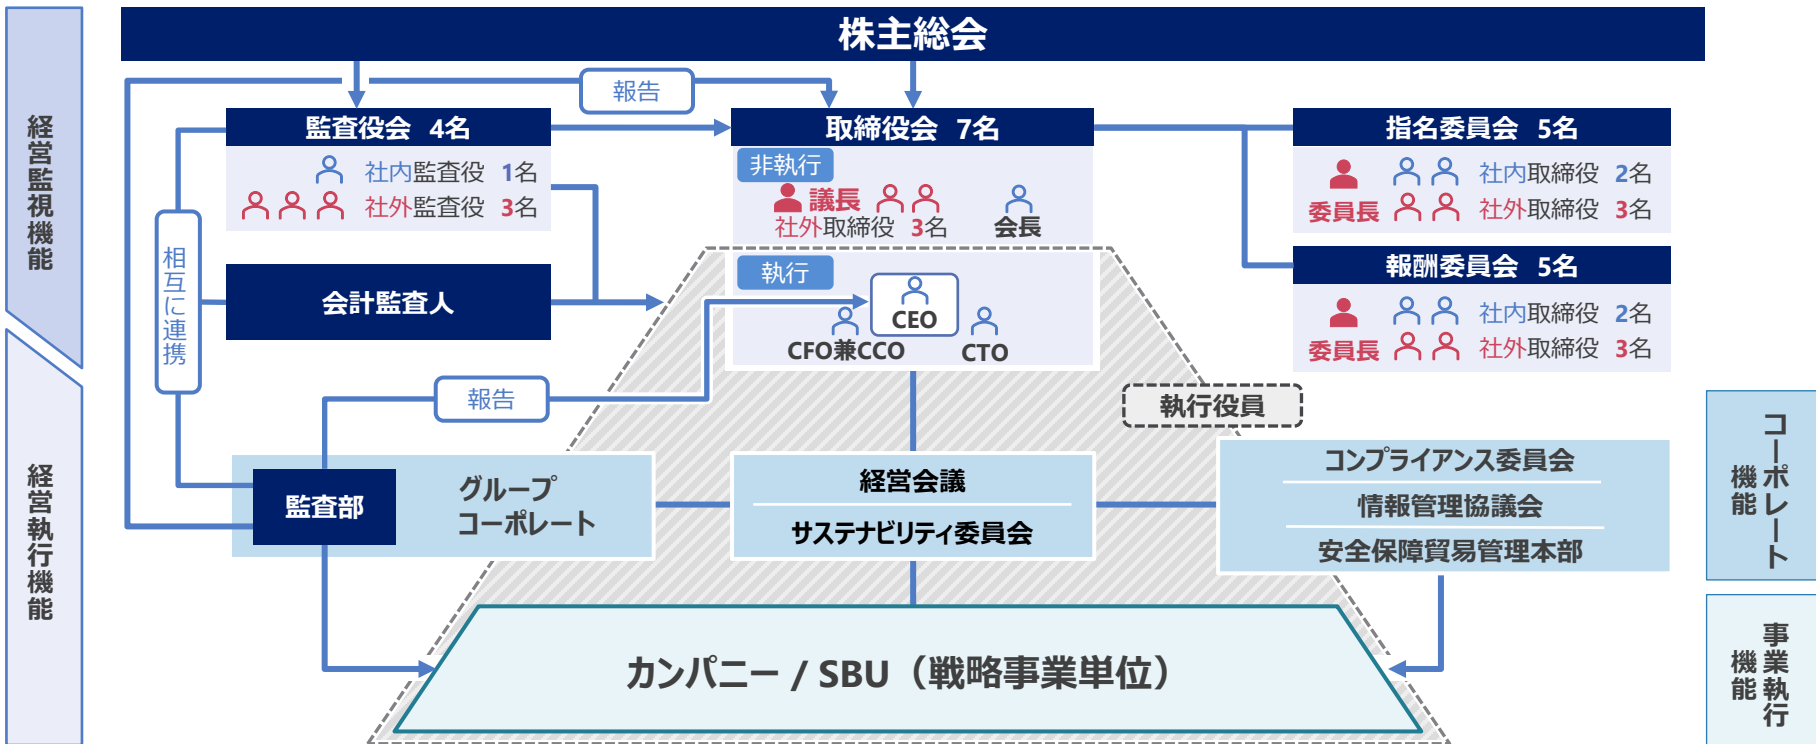 株主総会
経営監視機能
報告
監査役会 4名
社内監査役 1名
社外監査役 3名
取締役会 7名
非執行
議長
社外取締役 3名
会長
指名委員会 5名
委員長
社内取締役 2名
社外取締役 3名
報酬委員会 5名
委員長
社内取締役 2名
社外取締役 3名
相互に連携
会計監査人
執行
CEO
CFO兼CCO
CTO
報告
執行役員
経営執行機能
監査部
グループ
コーポレート
経営会議
サステナビリティ委員会
コンプライアンス委員会
情報管理協議会
安全保障貿易管理本部
コーポレート
機能
カンパニー / SBU（戦略事業単位）
事業執行
機能